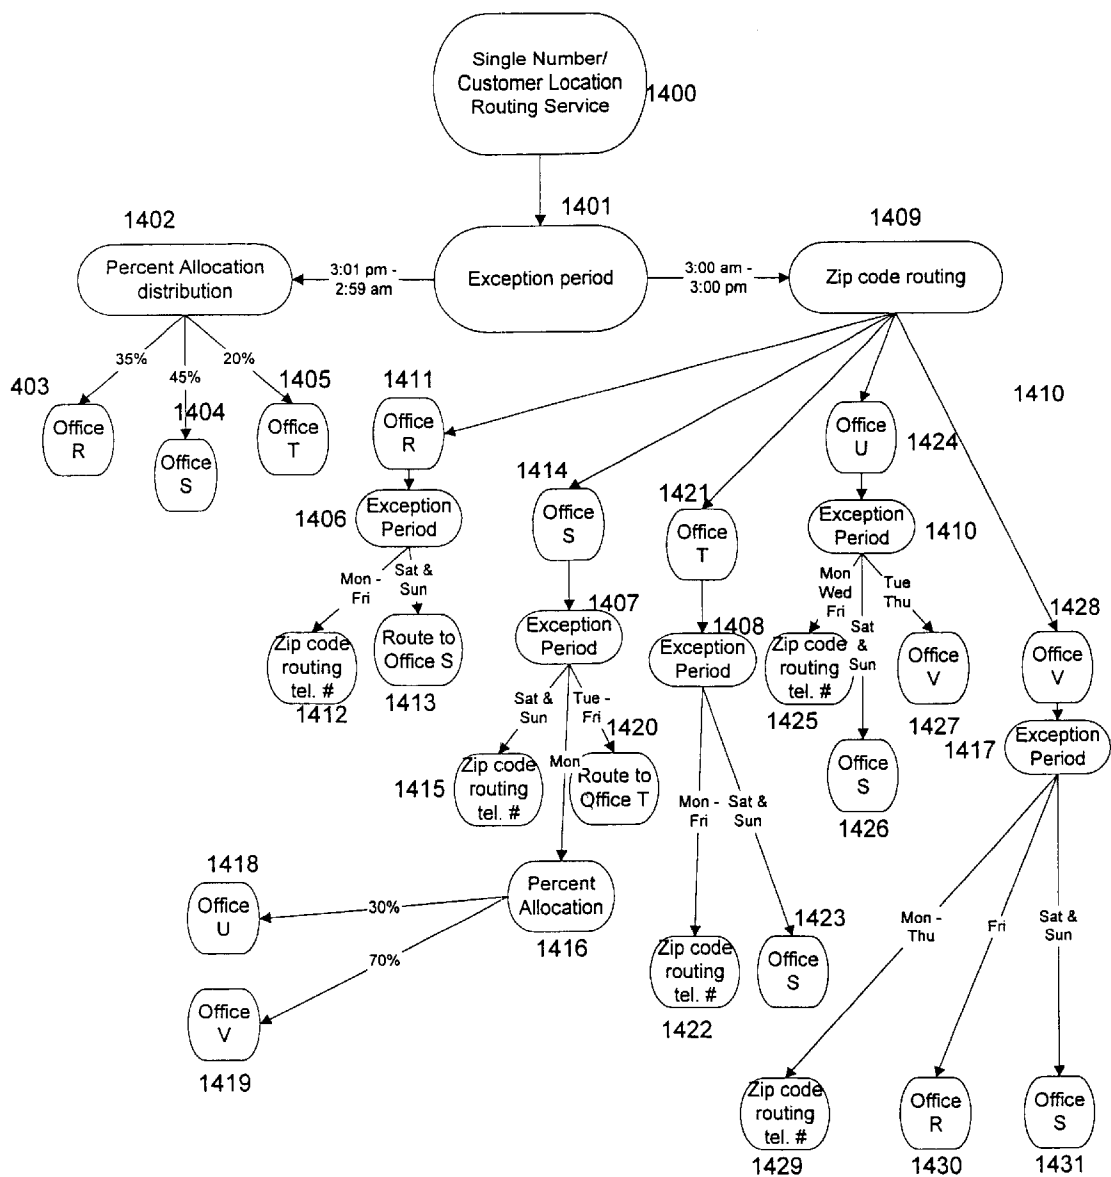 Single Number/
Customer Location
Routing Service
1400
1401
1402
1409
Percent Allocation
distribution
3:01 pm -
2:59 am
Exception period
3:00 am -
3:00 pm
Zip code routing
35%
45%
20%
403
Office
R
1404
Office
S
1405
Office
T
1411
Office
R
1410
Office
U
1424
1414
Office
S
1421
Office
T
1406
Exception
Period
Exception
Period
1410
Mon -
Fri
Sat &
Sun
Mon
Wed
Fri
Sat
&
Sun
Tue
Thu
1407
Exception
Period
1408
Exception
Period
1428
Office
V
Zip code
routing
tel. #
1412
Route to
Office S
1413
Zip code
routing
tel. #
1425
Office
V
1427
1417
Exception
Period
Sat &
Sun
Mon
Tue -
Fri
1420
1415
Zip code
routing
tel. #
Route to
Office T
Office
S
1426
Mon -
Fri
Sat &
Sun
1418
Office
U
30%
Percent
Allocation
1416
70%
Office
V
1419
Zip code
routing
tel. #
1422
1423
Office
S
Mon -
Thu
Fri
Sat &
Sun
Zip code
routing
tel. #
1429
Office
R
1430
Office
S
1431